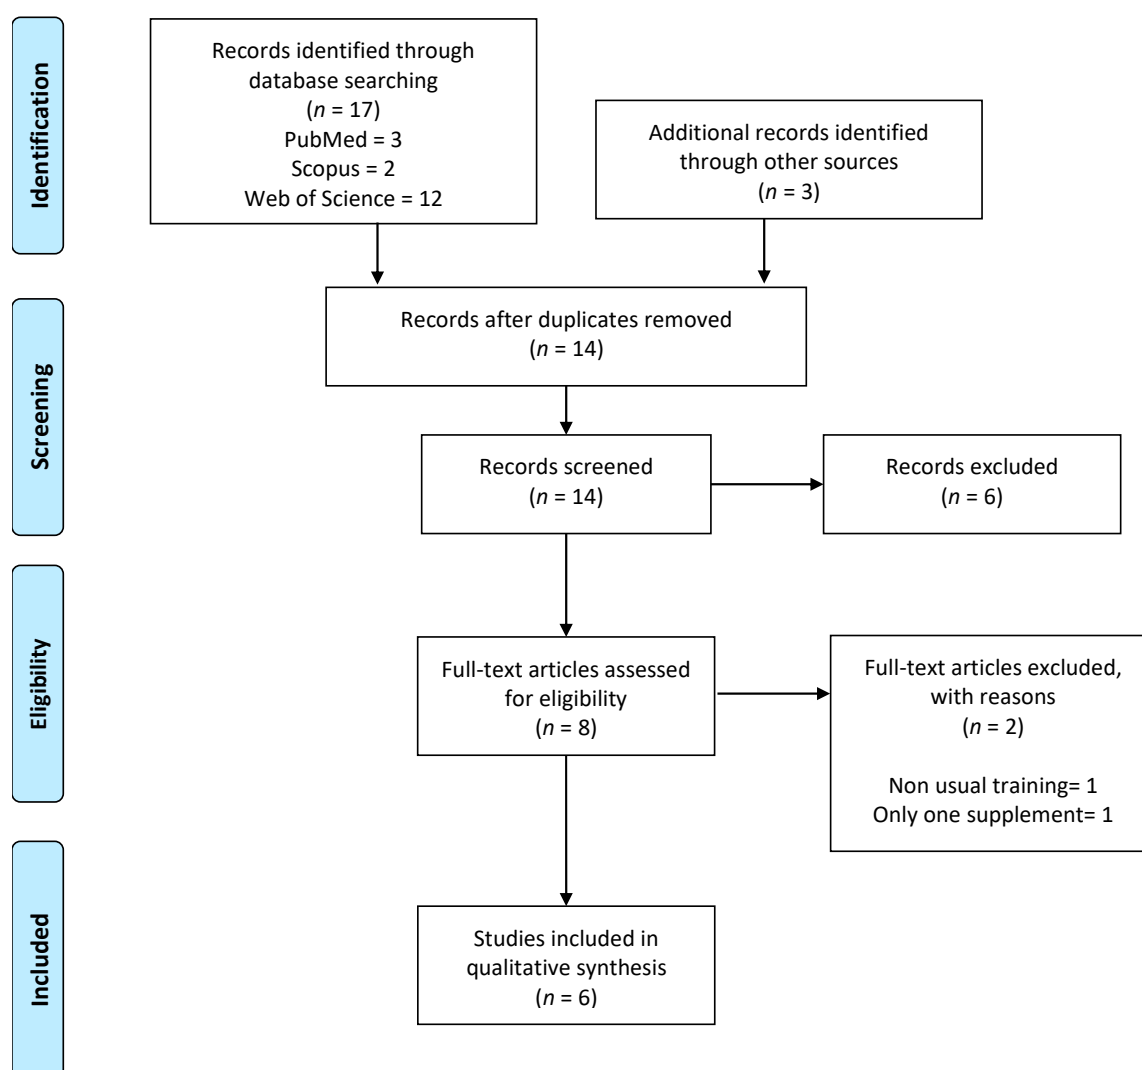 Identification
Records identified through
database searching
(n = 17)
PubMed = 3
Scopus = 2
Web of Science = 12
Additional records identified
through other sources
(n = 3)
Screening
Records after duplicates removed
(n = 14)
Records screened
(n = 14)
Records excluded
(n = 6)
Eligibility
Full-text articles assessed
for eligibility
(n = 8)
Full-text articles excluded,
with reasons
(n = 2)
Non usual training= 1
Only one supplement= 1
Included
Studies included in
qualitative synthesis
(n = 6)